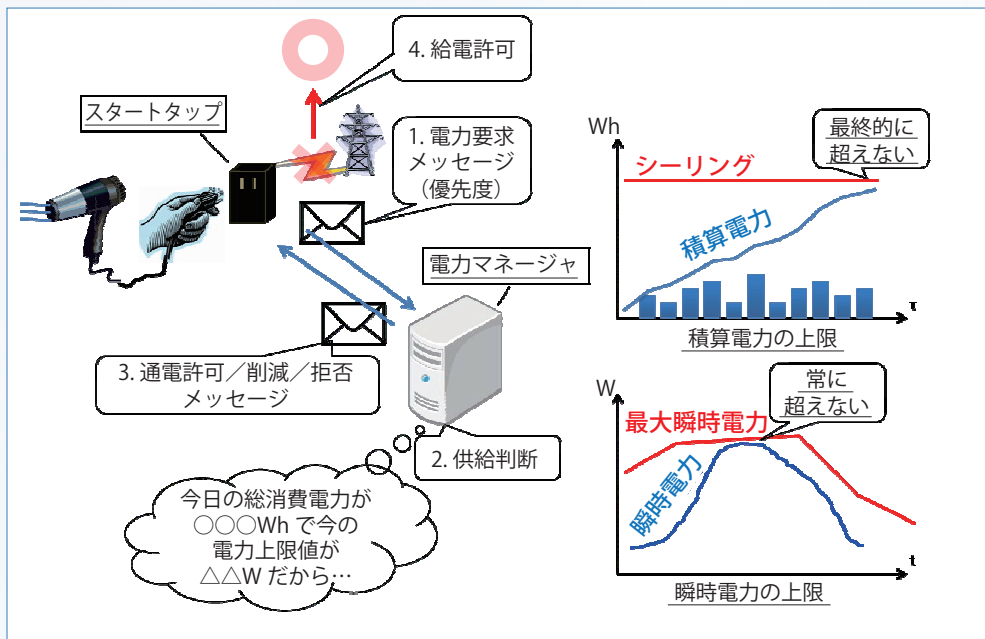 4. 給電許可
スタートタップ
1. 電力要求
メッセージ
（優先度）
電力マネージャ
3. 通電許可／削減／拒否
メッセージ
2. 供給判断
今日の総消費電力が
○○○Wh で今の
電力上限値が
△△W だから…
Wh
最終的に
超えない
シーリング
積算電力
t
積算電力の上限
W
常に
超えない
最大瞬時電力
瞬時電力
t
瞬時電力の上限